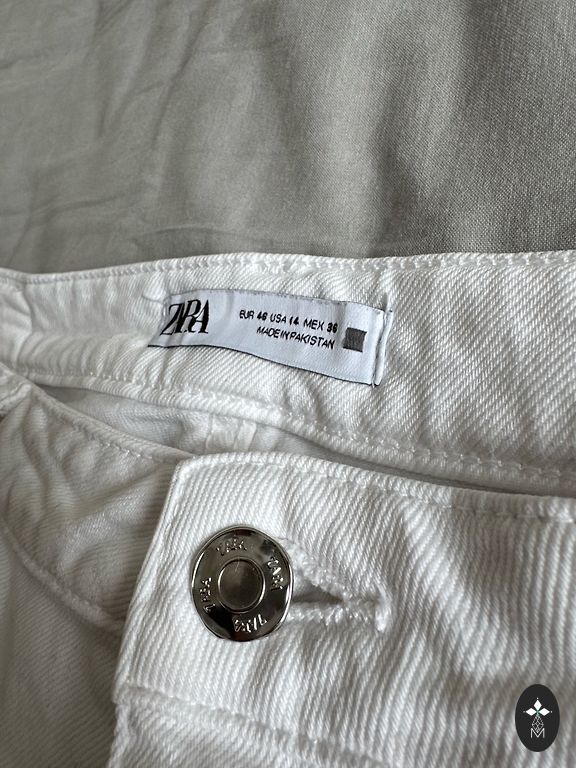 ZARA
EUR 46 USA 14 MEX 36
MADE IN PAKISTAN
ZARA ZARA ZARA ZARA
M